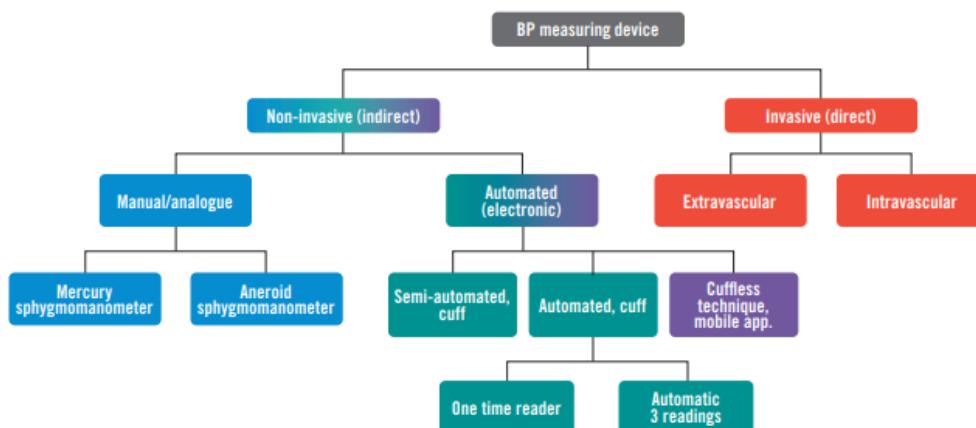 BP measuring device
Non-invasive (indirect)
Invasive (direct)
Manual/analogue
Automated
(electronic)
Extravascular
Intravascular
Mercury
sphygmomanometer
Aneroid
sphygmomanometer
Semi-automated,
cuff
Automated, cuff
Cuffless
technique,
mobile app.
One time reader
Automatic
3 readings